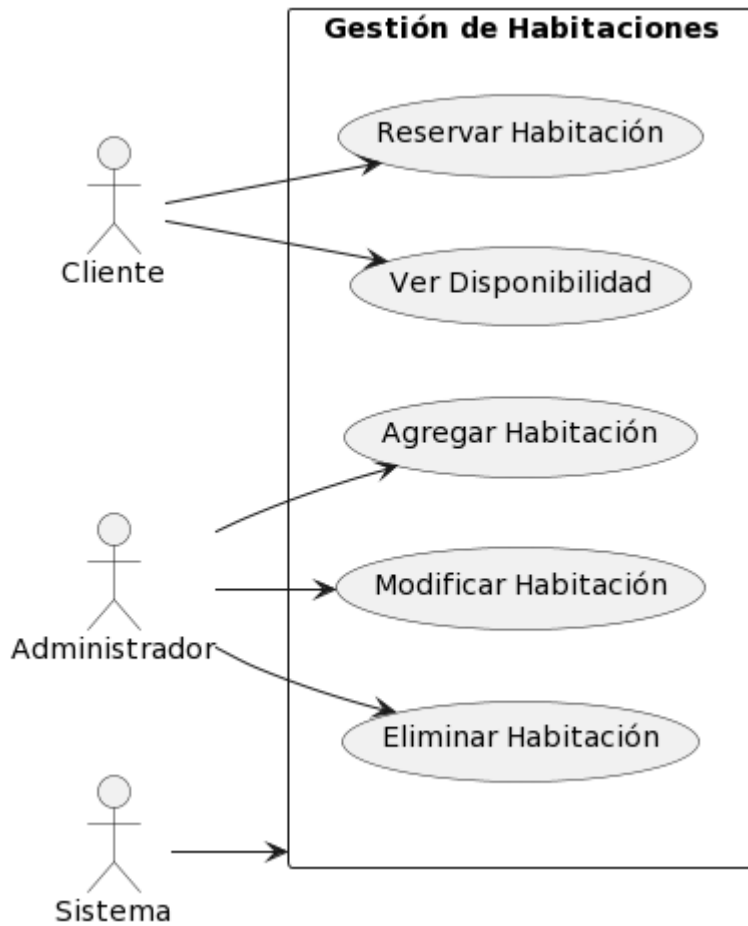 Gestión de Habitaciones
Reservar Habitación
Cliente
Ver Disponibilidad
Agregar Habitación
Modificar Habitación
Administrador
Eliminar Habitación
Sistema